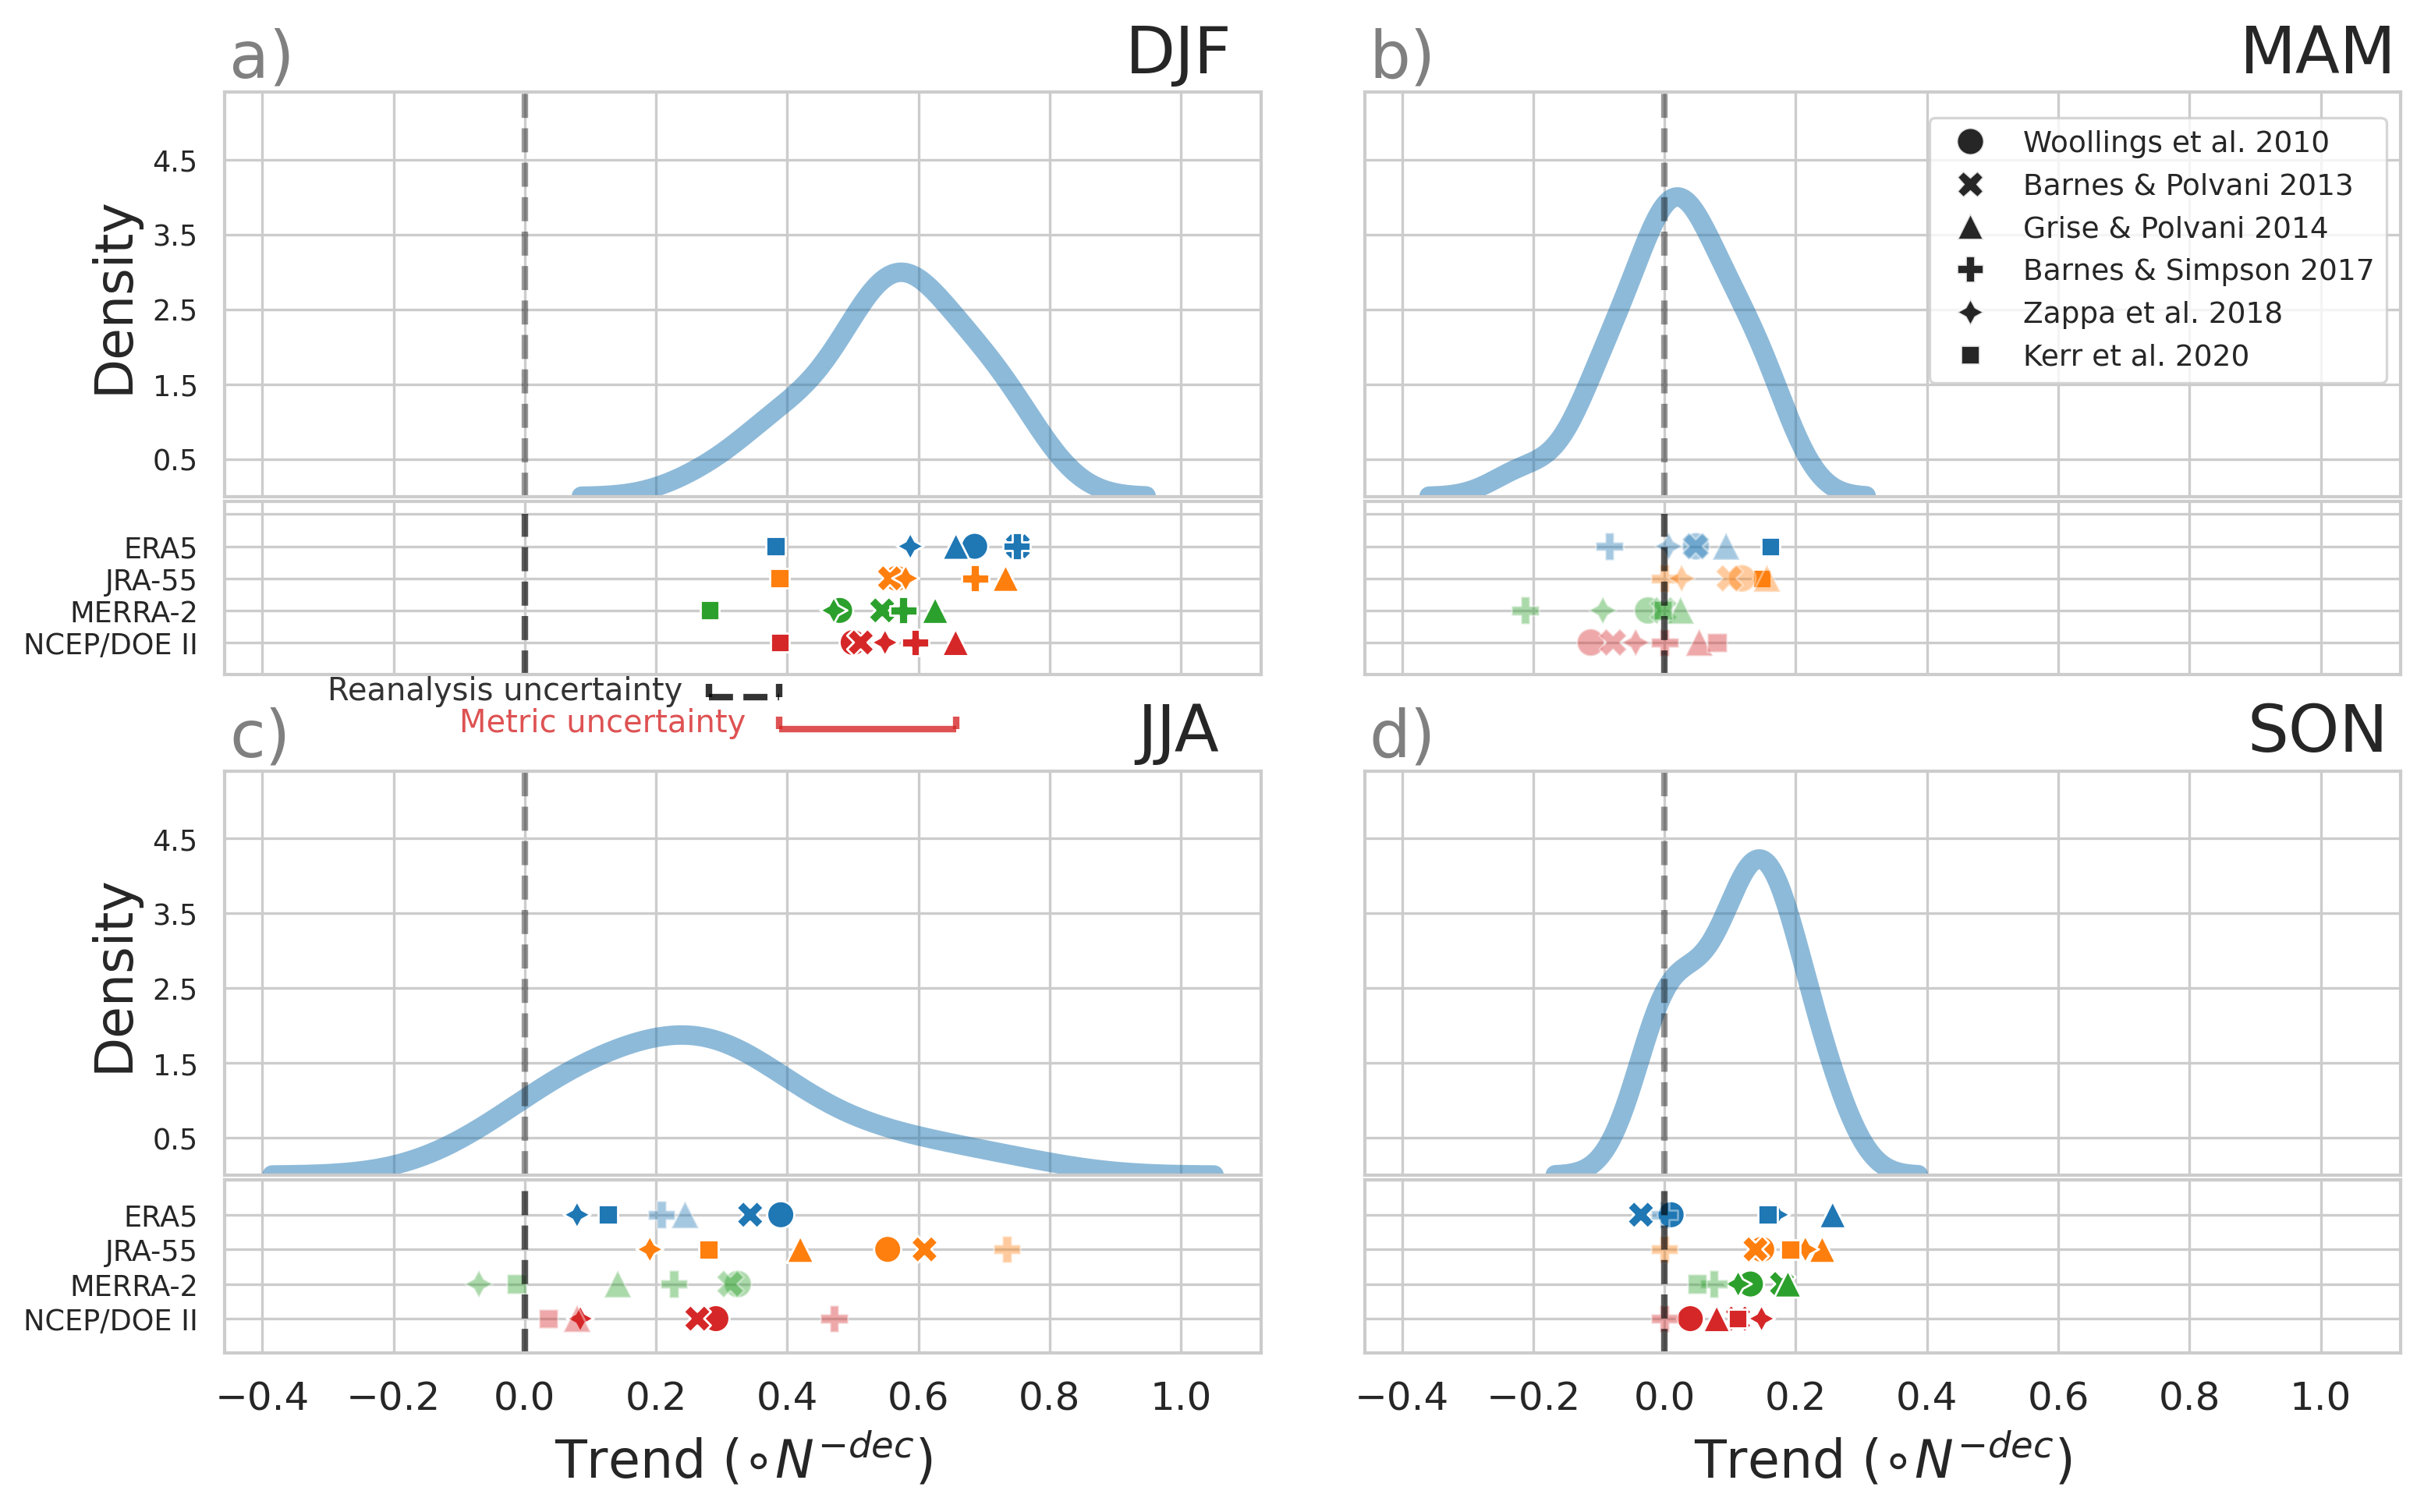 a) DJF
b) MAM
Density
4.5
3.5
2.5
1.5
0.5
Woollings et al. 2010
Barnes & Polvani 2013
Grise & Polvani 2014
Barnes & Simpson 2017
Zappa et al. 2018
Kerr et al. 2020
ERA5
JRA-55
MERRA-2
NCEP/DOE II
Reanalysis uncertainty
Metric uncertainty
c) JJA
d) SON
Density
4.5
3.5
2.5
1.5
0.5
ERA5
JRA-55
MERRA-2
NCEP/DOE II
−0.4 −0.2 0.0 0.2 0.4 0.6 0.8 1.0
−0.4 −0.2 0.0 0.2 0.4 0.6 0.8 1.0
Trend (∘N^{−dec})
Trend (∘N^{−dec})